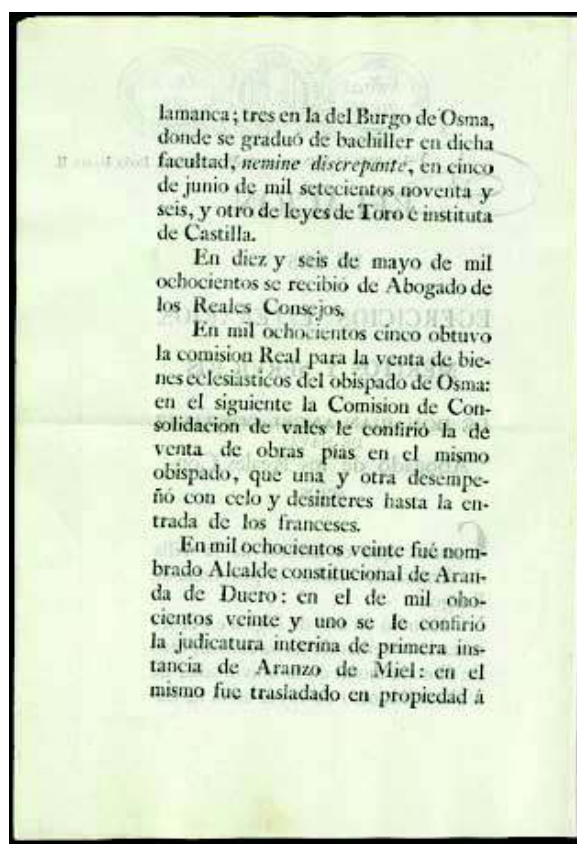 lamanca; tres en la del Burgo de Osma,
donde se graduó de bachiller en dicha
facultad, nemine discrepante, en cinco
de junio de mil setecientos noventa y
seis, y otro de leyes de Toro é instituta
de Castilla.
En diez y seis de mayo de mil
ochocientos se recibió de Abogado de
los Reales Consejos.
En mil ochocientos cinco obtuvo
la comision Real para la venta de bie-
nes eclesiásticos del obispado de Osma:
en el siguiente la Comision de Con-
solidacion de vales le confirió la de
venta de obras pias en el mismo
obispado, que una y otra desempe-
ñó con celo y desinteres hasta la en-
trada de los franceses.
En mil ochocientos veinte fué nom-
brado Alcalde constitucional de Aran-
da de Duero: en el de mil oho-
cientos veinte y uno se le confirió
la judicatura interina de primera ins-
tancia de Aranzo de Miel: en el
mismo fue trasladado en propiedad á